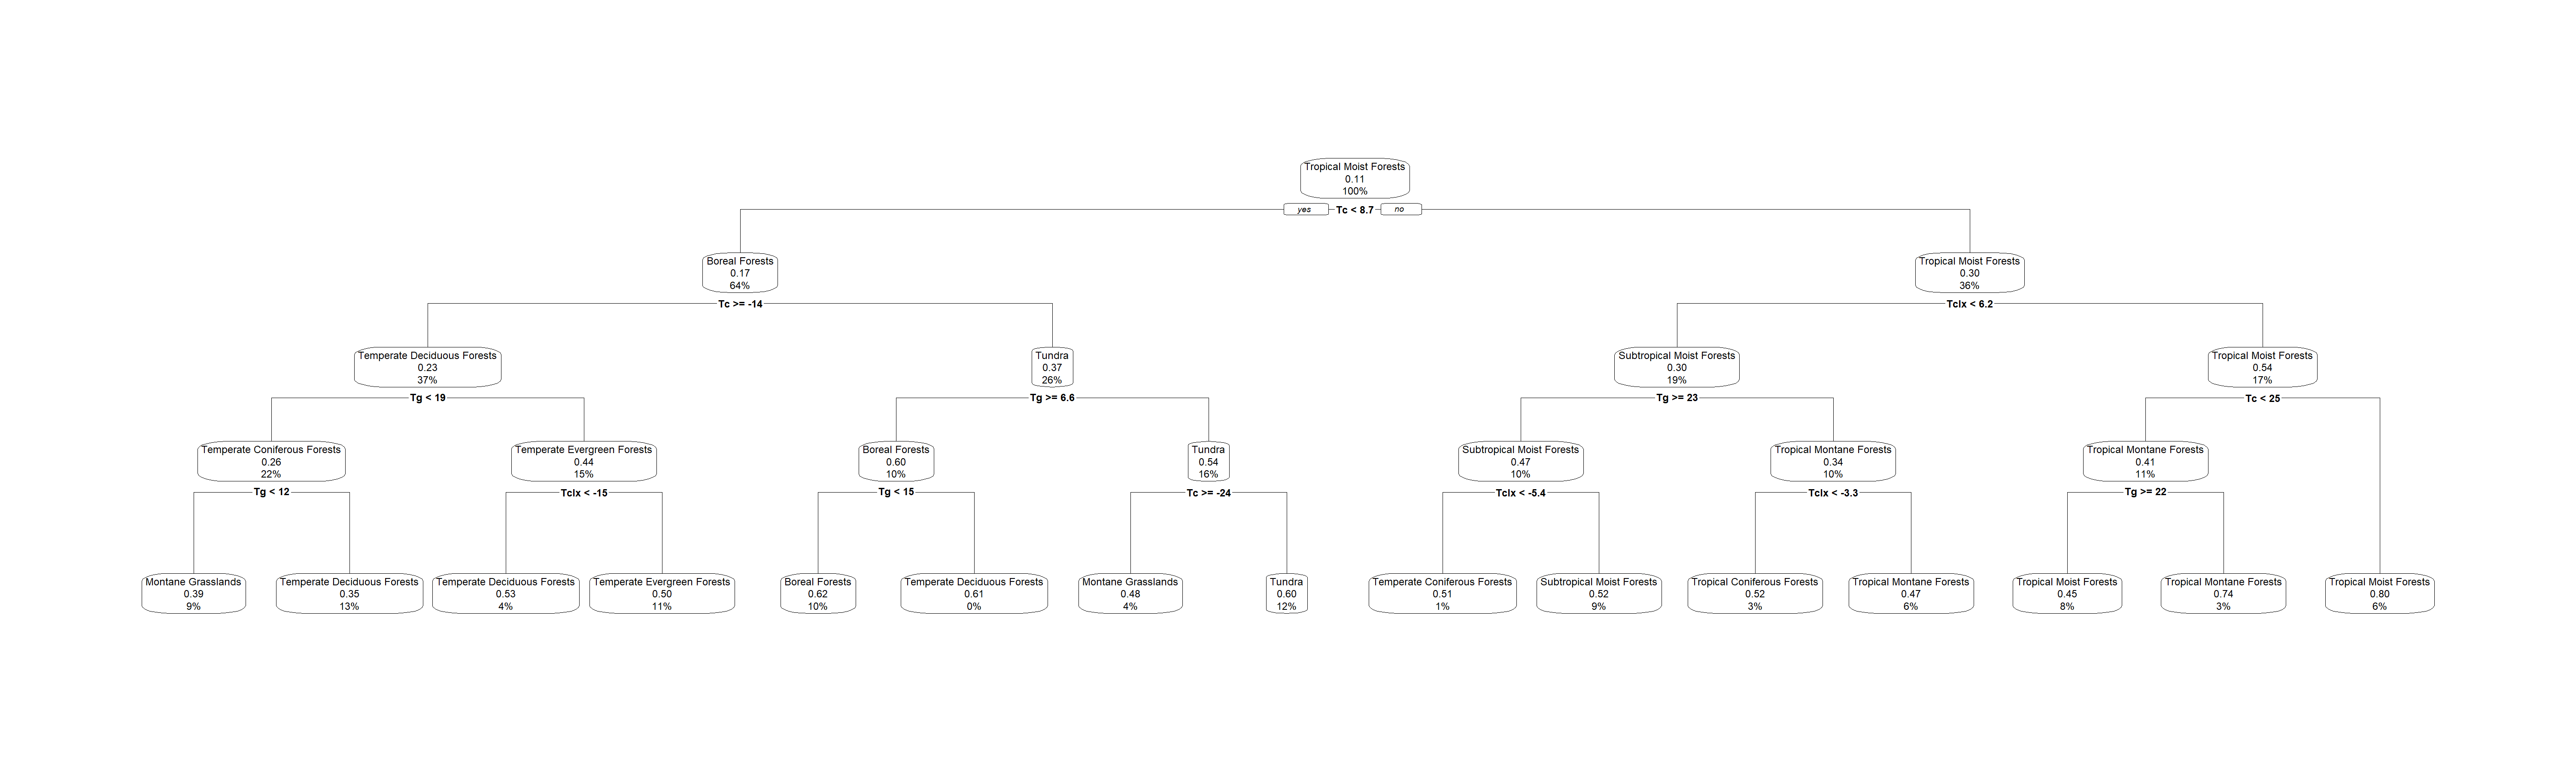 Tropical Moist Forests
0.11
100%
yes Tc < 8.7 no
Boreal Forests
0.17
64%
Tropical Moist Forests
0.30
36%
Tc >= -14
Tclx < 6.2
Temperate Deciduous Forests
0.23
37%
Tundra
0.37
26%
Subtropical Moist Forests
0.30
19%
Tropical Moist Forests
0.54
17%
Tg < 19
Tg >= 6.6
Tg >= 23
Tc < 25
Temperate Coniferous Forests
0.26
22%
Temperate Evergreen Forests
0.44
15%
Boreal Forests
0.60
10%
Tundra
0.54
16%
Subtropical Moist Forests
0.47
10%
Tropical Montane Forests
0.34
10%
Tropical Montane Forests
0.41
11%
Tg < 12
Tclx < -15
Tg < 15
Tc >= -24
Tclx < -5.4
Tclx < -3.3
Tg >= 22
Montane Grasslands
0.39
9%
Temperate Deciduous Forests
0.35
13%
Temperate Deciduous Forests
0.53
4%
Temperate Evergreen Forests
0.50
11%
Boreal Forests
0.62
10%
Temperate Deciduous Forests
0.61
0%
Montane Grasslands
0.48
4%
Tundra
0.60
12%
Temperate Coniferous Forests
0.51
1%
Subtropical Moist Forests
0.52
9%
Tropical Coniferous Forests
0.52
3%
Tropical Montane Forests
0.47
6%
Tropical Moist Forests
0.45
8%
Tropical Montane Forests
0.74
3%
Tropical Moist Forests
0.80
6%